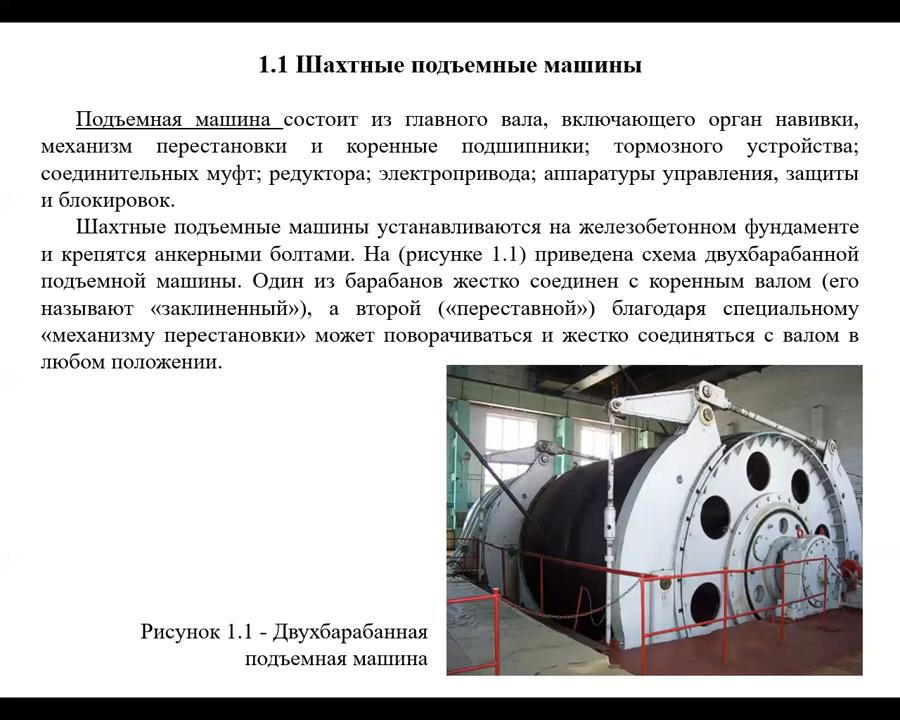 1.1 Шахтные подъемные машины
Подъемная машина состоит из главного вала, включающего орган навивки,
механизм перестановки и коренные подшипники; тормозного устройства;
соединительных муфт; редуктора; электропривода; аппаратуры управления, защиты
и блокировок.
Шахтные подъемные машины устанавливаются на железобетонном фундаменте
и крепятся анкерными болтами. На (рисунке 1.1) приведена схема двухбарабанной
подъемной машины. Один из барабанов жестко соединен с коренным валом (его
называют «заклиненный»), а второй («переставной») благодаря специальному
«механизму перестановки» может поворачиваться и жестко соединяться с валом в
любом положении.
Рисунок 1.1 - Двухбарабанная
подъемная машина